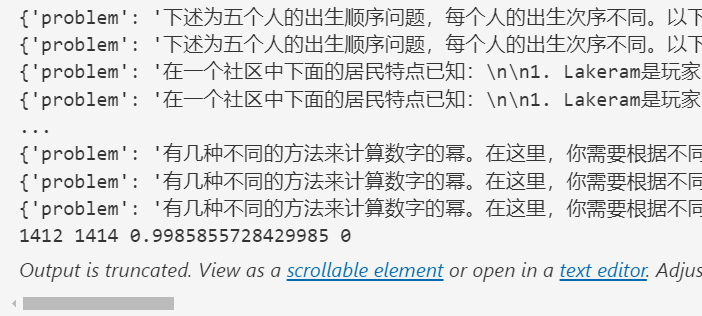 {'problem': '下述为五个人的出生顺序问题，每个人的出生次序不同。以下
{'problem': '下述为五个人的出生顺序问题，每个人的出生次序不同。以下
{'problem': '在一个社区中下面的居民特点已知：\n\n1. Lakeram是玩家
{'problem': '在一个社区中下面的居民特点已知：\n\n1. Lakeram是玩家
...
{'problem': '有几种不同的方法来计算数字的幂。在这里，你需要根据不同
{'problem': '有几种不同的方法来计算数字的幂。在这里，你需要根据不同
{'problem': '有几种不同的方法来计算数字的幂。在这里，你需要根据不同
1412 1414 0.9985855728429985 0
Output is truncated. View as a scrollable element or open in a text editor. Adjus